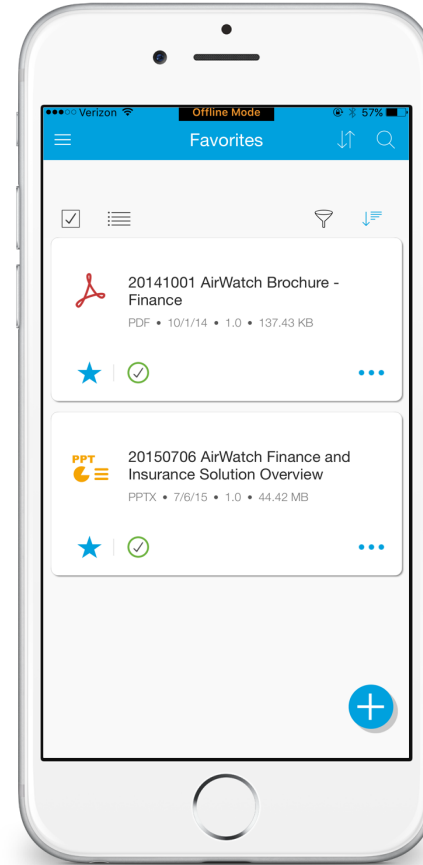 Verizon Offline Mode 57%
Favorites
20141001 AirWatch Brochure -
Finance
PDF • 10/1/14 • 1.0 • 137.43 KB
PPT
20150706 AirWatch Finance and
Insurance Solution Overview
PPTX • 7/6/15 • 1.0 • 44.42 MB